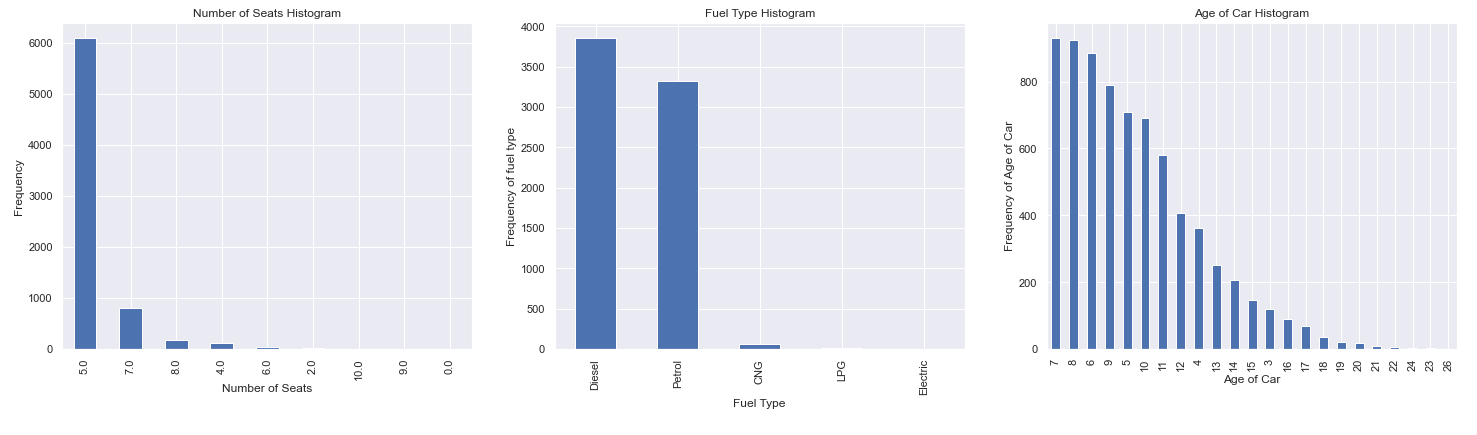 Number of Seats Histogram
6000
5000
4000
3000
2000
1000
0
Frequency
5.0 7.0 8.0 4.0 6.0 2.0 10.0 9.0 0.0
Number of Seats
Fuel Type Histogram
4000
3500
3000
2500
2000
1500
1000
500
0
Frequency of fuel type
Diesel Petrol CNG LPG Electric
Fuel Type
Age of Car Histogram
800
600
400
200
0
Frequency of Age of Car
7 8 6 9 5 10 11 12 4 13 14 15 3 16 17 18 19 20 21 22 24 23 26
Age of Car